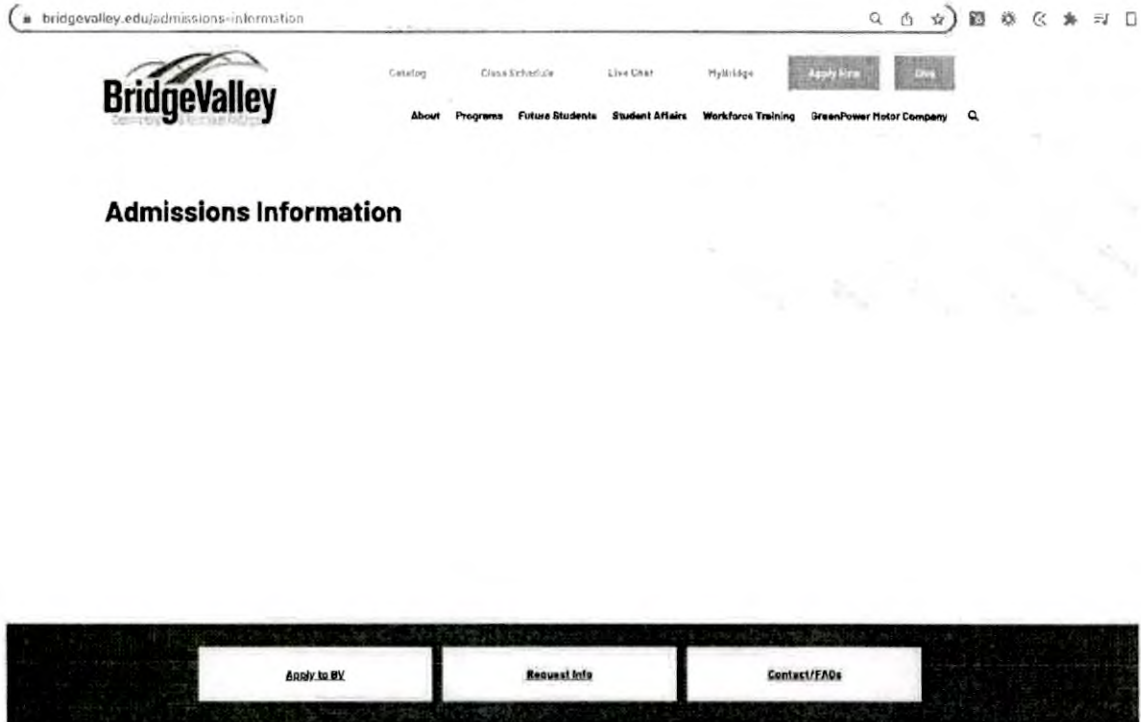 bridgevalley.edu/admissions-information
Catalog Class Schedule Live Chat MyBridge Apply Now Give
BridgeValley
About Programs Future Students Student Affairs Workforce Training GreenPower Motor Company
Admissions Information
Apply to BV Request Info Contact/FAQs